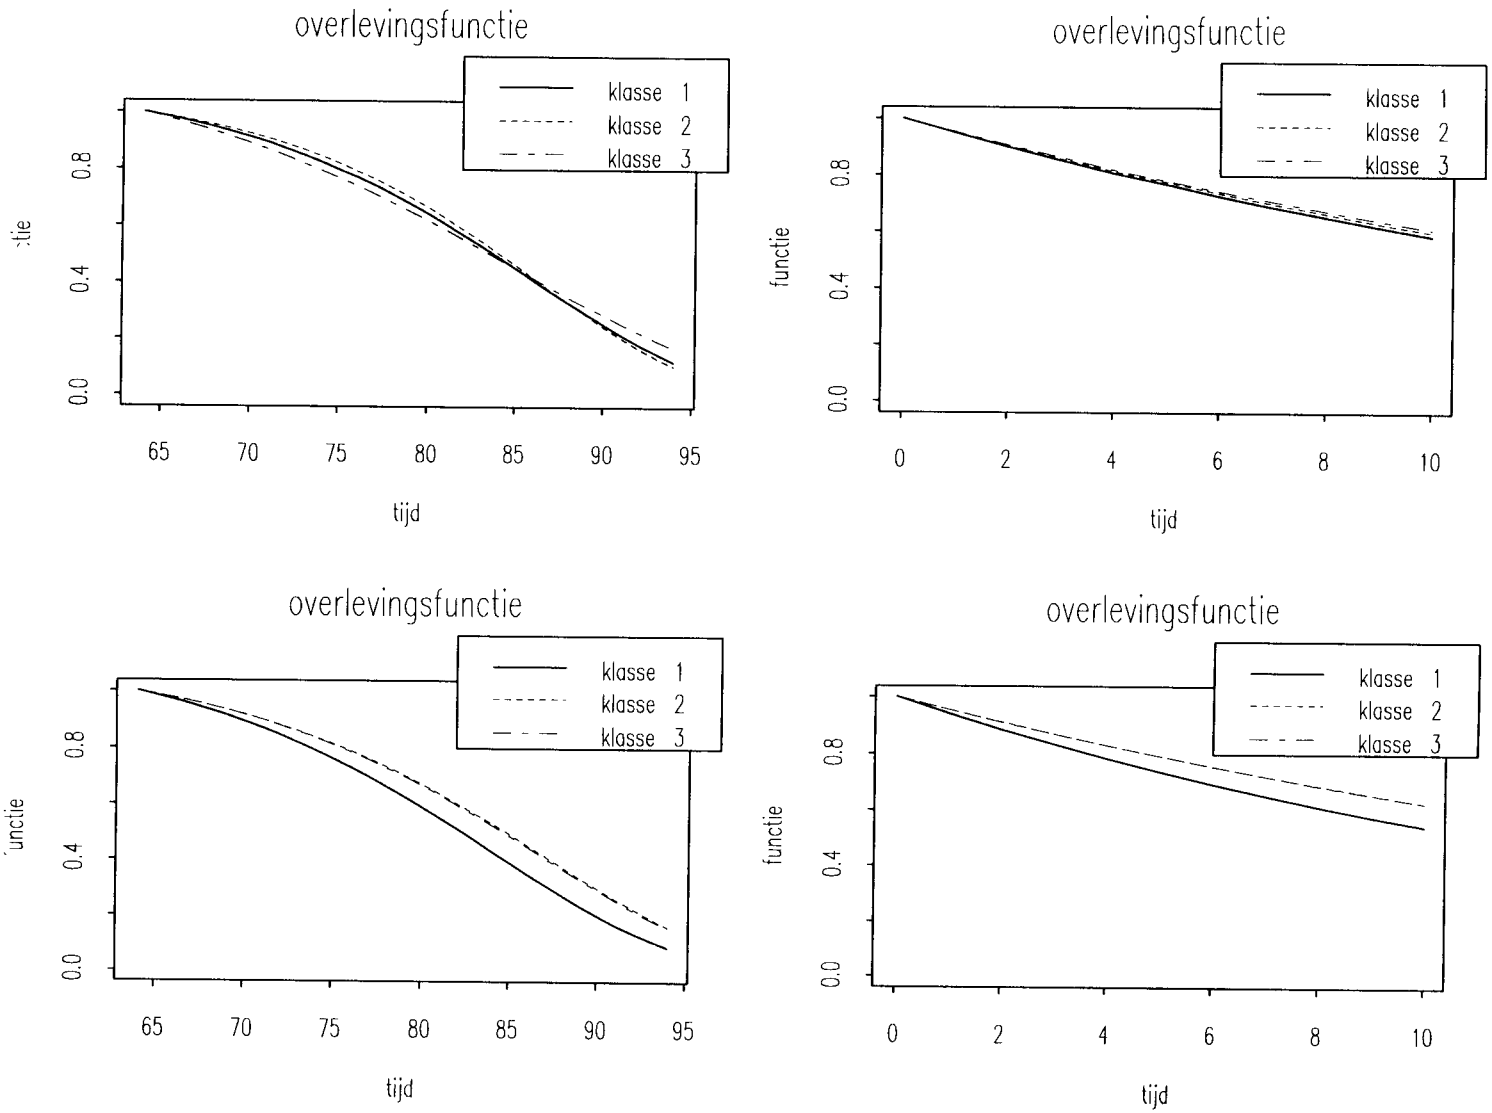 overlevingsfunctie
klasse 1
klasse 2
klasse 3
0.8
0.4
0.0
65 70 75 80 85 90 95
tijd
overlevingsfunctie
klasse 1
klasse 2
klasse 3
functie
0.8
0.4
0.0
0 2 4 6 8 10
tijd
overlevingsfunctie
klasse 1
klasse 2
klasse 3
functie
0.8
0.4
0.0
65 70 75 80 85 90 95
tijd
overlevingsfunctie
klasse 1
klasse 2
klasse 3
functie
0.8
0.4
0.0
0 2 4 6 8 10
tijd